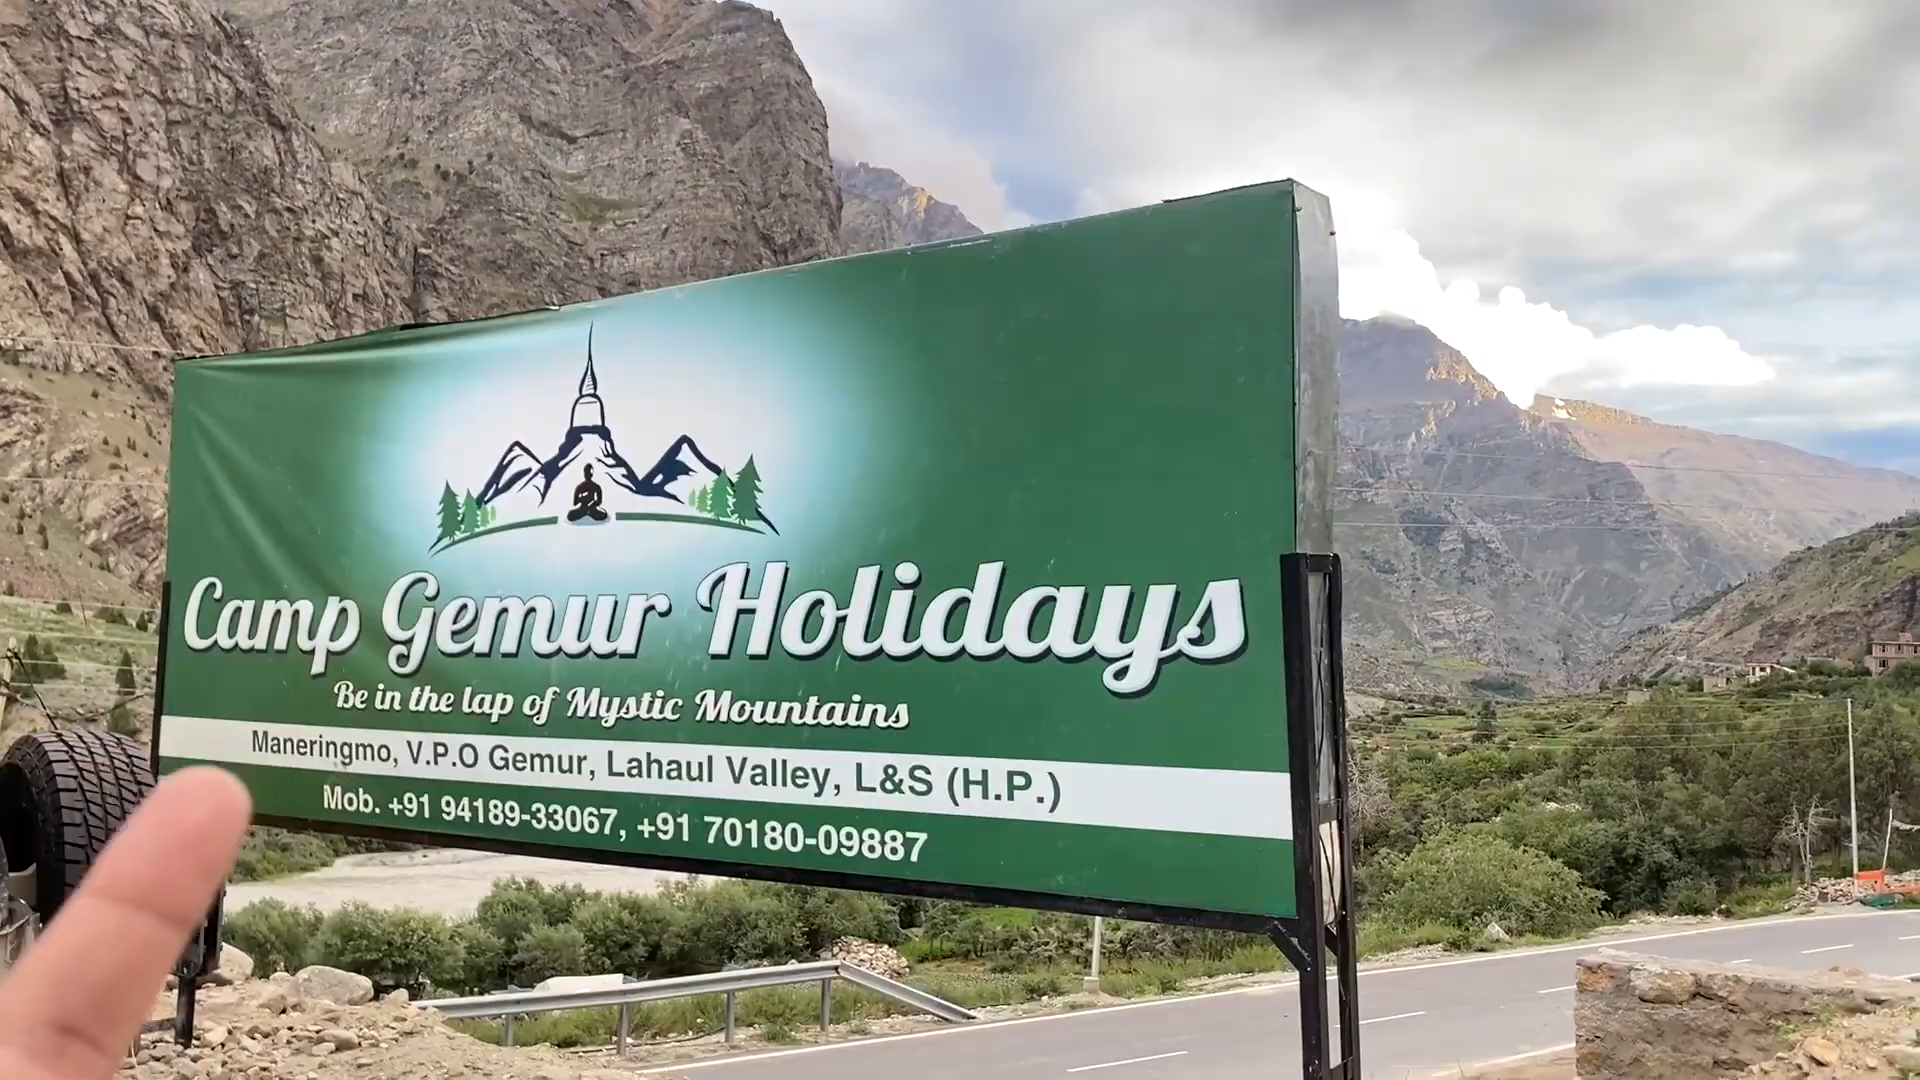 Camp Gemur Holidays
Be in the lap of Mystic Mountains
Maneringmo, V.P.O Gemur, Lahaul Valley, L&S (H.P.)
Mob. +91 94189-33067, +91 70180-09887